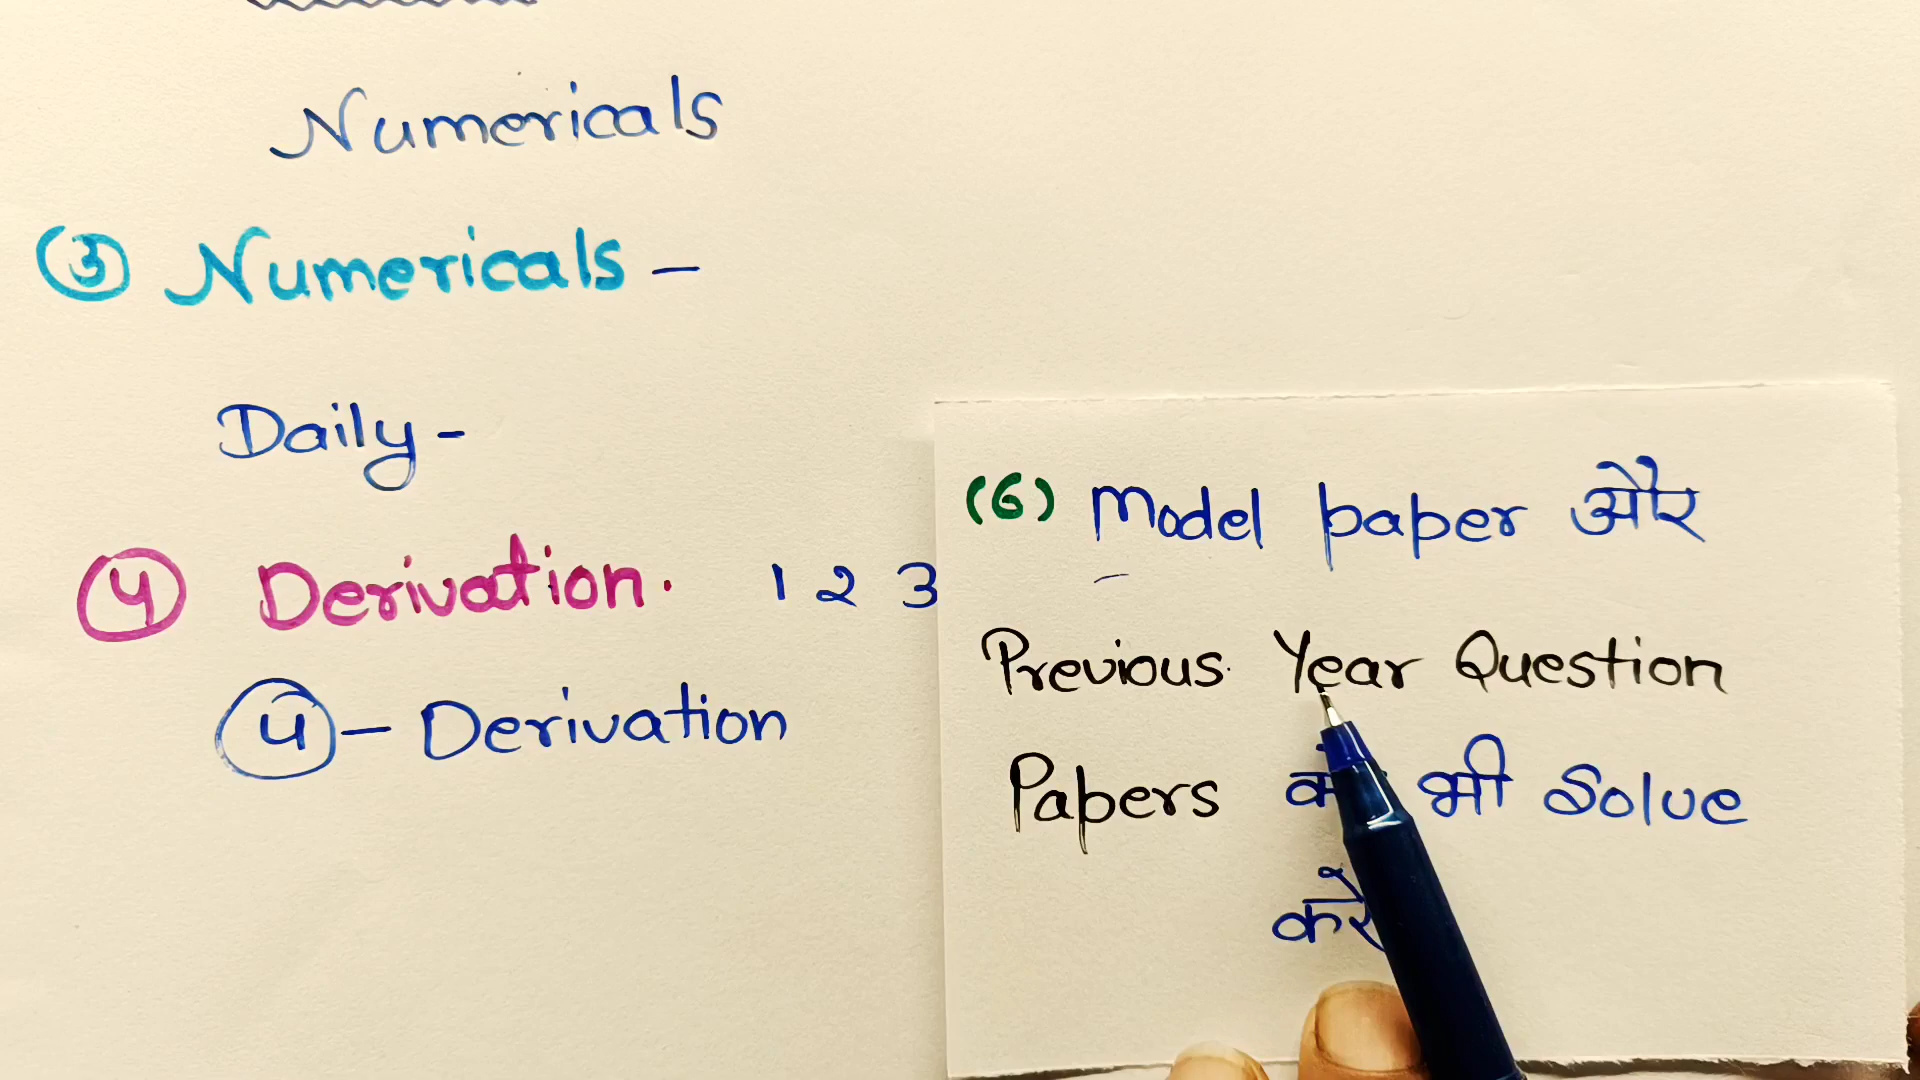 Numericals
③ Numericals –
Daily -
④ Derivation. 1 2 3
④ – Derivation
(6) Model paper और
Previous Year Question
Papers भी Solve
करे